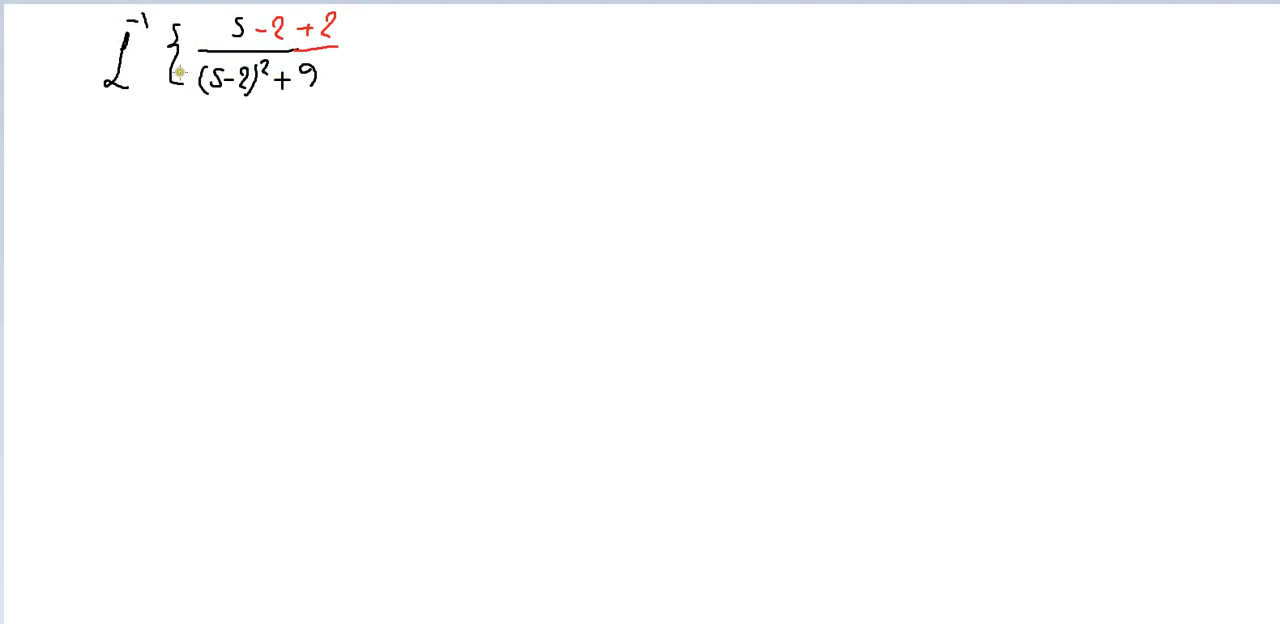 ℒ⁻¹ { (s - 2 + 2) / ((s-2)² + 9)